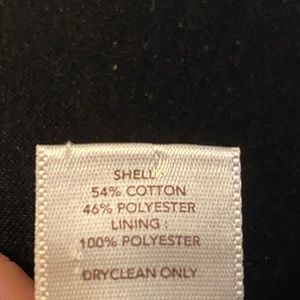 SHELL :
54% COTTON
46% POLYESTER
LINING :
100% POLYESTER
DRYCLEAN ONLY